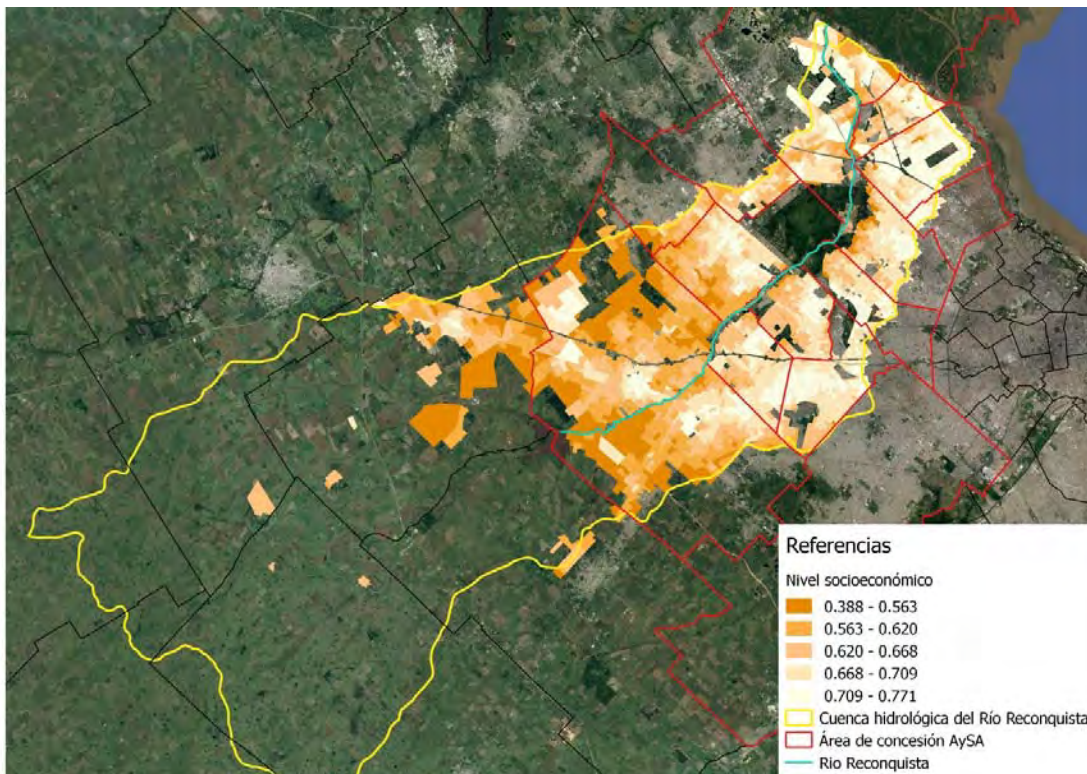 Referencias
Nivel socioeconómico
0.388 - 0.563
0.563 - 0.620
0.620 - 0.668
0.668 - 0.709
0.709 - 0.771
Cuenca hidrológica del Río Reconquista
Área de concesión AySA
Rio Reconquista